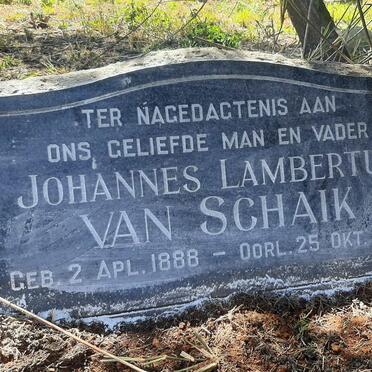 TER NAGEDACTENIS AAN
ONS GELIEFDE MAN EN VADER
JOHANNES LAMBERTU
VAN SCHAIK
GEB. 2 APL. 1888 - OORL. 25 OKT.